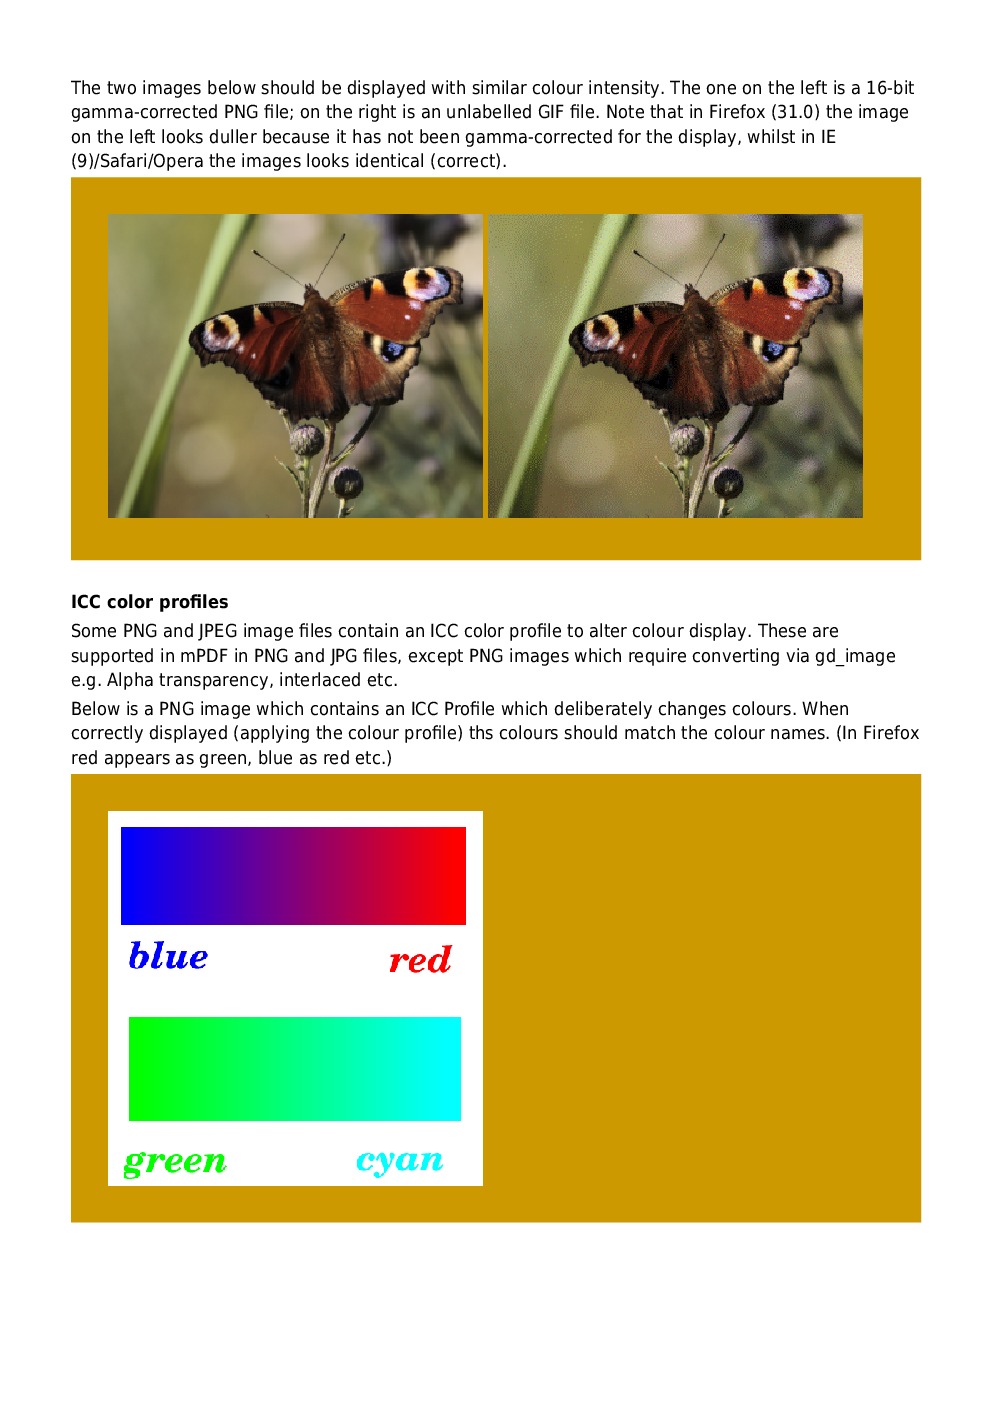 The two images below should be displayed with similar colour intensity. The one on the left is a 16-bit
gamma-corrected PNG file; on the right is an unlabelled GIF file. Note that in Firefox (31.0) the image
on the left looks duller because it has not been gamma-corrected for the display, whilst in IE
(9)/Safari/Opera the images looks identical (correct).
ICC color profiles
Some PNG and JPEG image files contain an ICC color profile to alter colour display. These are
supported in mPDF in PNG and JPG files, except PNG images which require converting via gd_image
e.g. Alpha transparency, interlaced etc.
Below is a PNG image which contains an ICC Profile which deliberately changes colours. When
correctly displayed (applying the colour profile) ths colours should match the colour names. (In Firefox
red appears as green, blue as red etc.)
blue red
green cyan